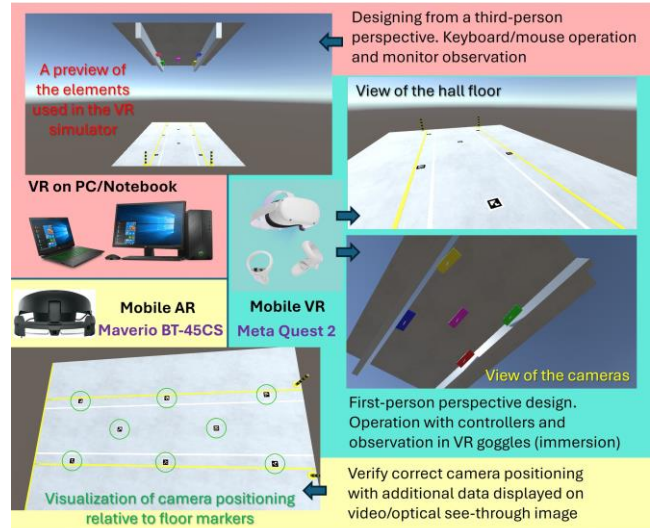 Designing from a third-person
perspective. Keyboard/mouse operation
and monitor observation
A preview of
the elements
used in the VR
simulator
View of the hall floor
VR on PC/Notebook
Mobile AR
Maverio BT-45CS
Mobile VR
Meta Quest 2
View of the cameras
First-person perspective design.
Operation with controllers and
observation in VR goggles (immersion)
Visualization of camera positioning
relative to floor markers
Verify correct camera positioning
with additional data displayed on
video/optical see-through image